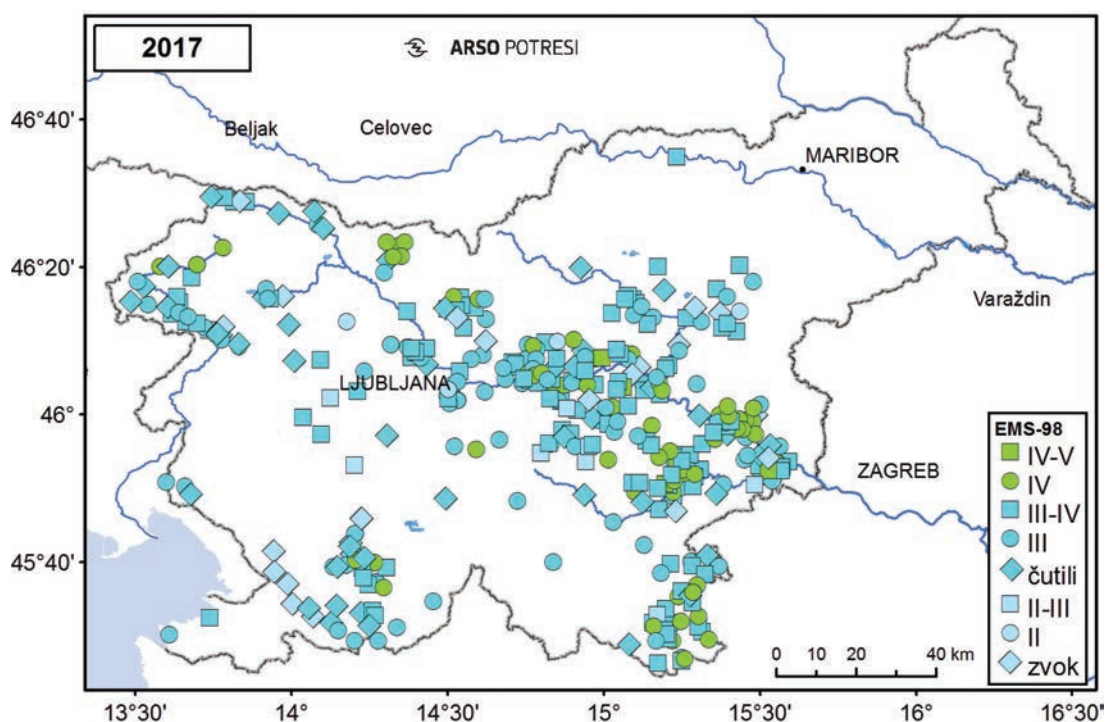 2017
ARSO POTRESI
46°40'
Beljak
Celovec
MARIBOR
46°20'
Varaždin
LJUBLJANA
46°
ZAGREB
45°40'
EMS-98
IV-V
IV
III-IV
III
čutili
II-III
II
zvok
0 20 40 km
13°30' 14° 14°30' 15° 15°30' 16° 16°30'